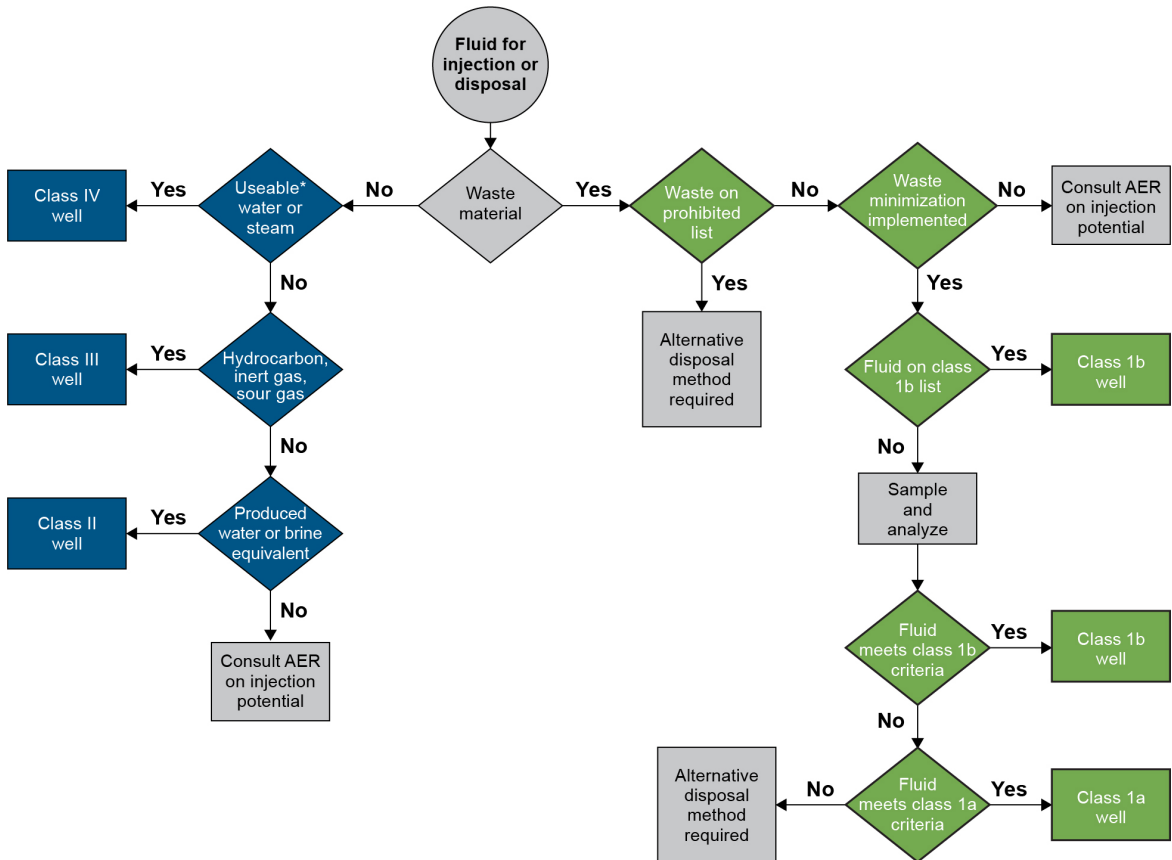 Fluid for
injection or
disposal
Class IV
well
Yes
Useable*
water or
steam
No
Waste
material
Yes
Waste on
prohibited
list
No
Waste
minimization
implemented
No
Consult AER
on injection
potential
No
Yes
Yes
Class III
well
Yes
Hydrocarbon,
inert gas,
sour gas
Alternative
disposal
method
required
Fluid on class
1b list
Yes
Class 1b
well
No
No
Class II
well
Yes
Produced
water or brine
equivalent
Sample
and
analyze
No
Consult AER
on injection
potential
Fluid
meets class 1b
criteria
Yes
Class 1b
well
No
Alternative
disposal
method
required
No
Fluid
meets class 1a
criteria
Yes
Class 1a
well